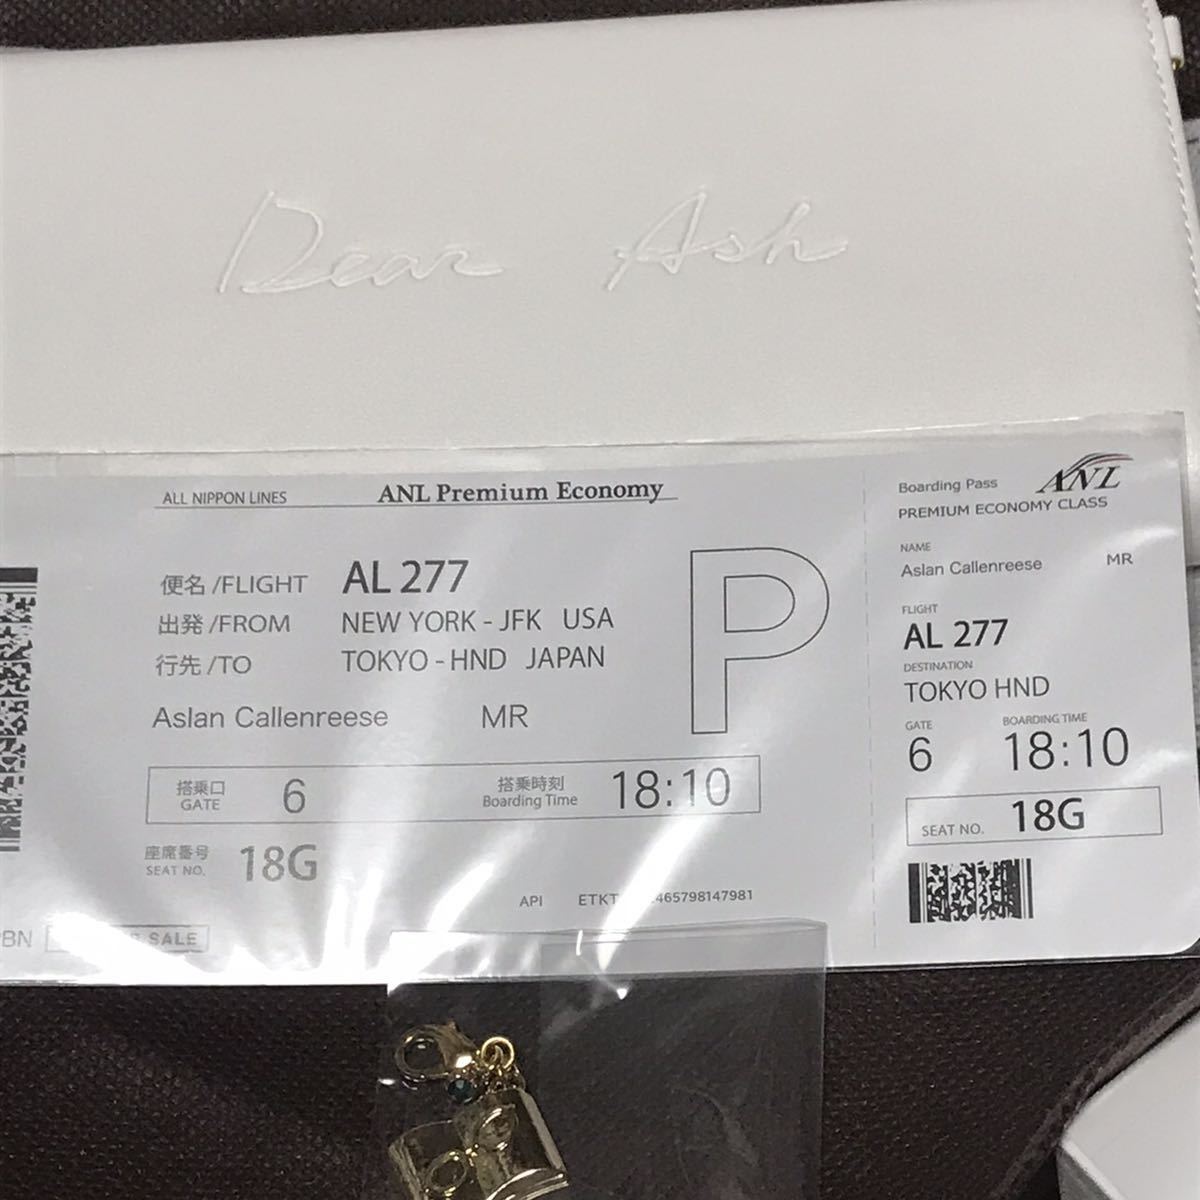 Dear Ash
ALL NIPPON LINES ANL Premium Economy
便名/FLIGHT AL 277
出発/FROM NEW YORK - JFK USA
行先/TO TOKYO - HND JAPAN
Aslan Callenreese MR
P
搭乗口 GATE 6 搭乗時刻 Boarding Time 18:10
座席番号 SEAT NO. 18G
API ETKT 465798147981
SALE
Boarding Pass ANL
PREMIUM ECONOMY CLASS
NAME
Aslan Callenreese MR
FLIGHT
AL 277
DESTINATION
TOKYO HND
GATE BOARDING TIME
6 18:10
SEAT NO. 18G